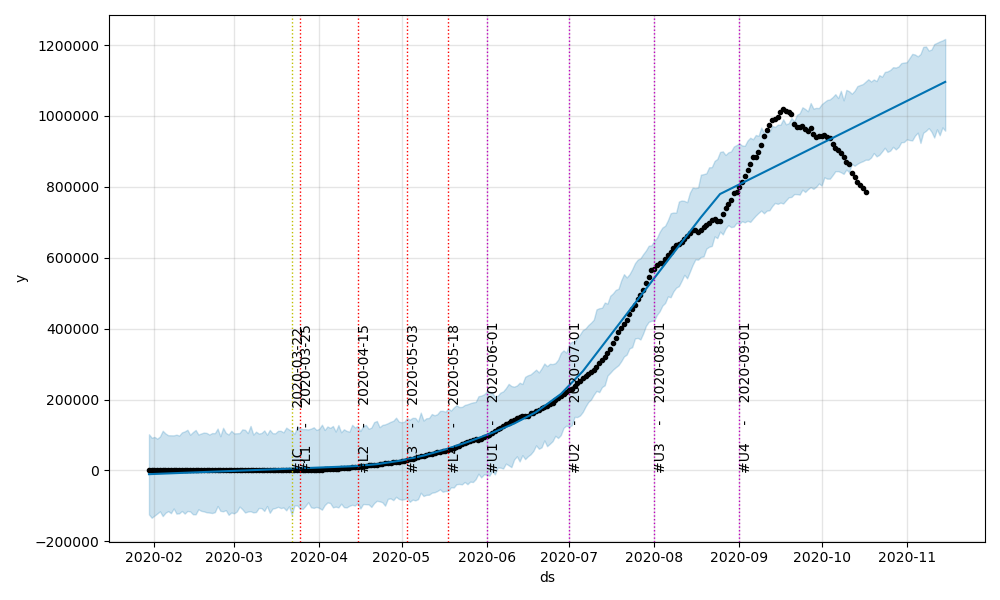 1200000
1000000
800000
600000
400000
200000
0
−200000
y
#JC - 2020-03-22
#L1 - 2020-03-25
#L2 - 2020-04-15
#L3 - 2020-05-03
#L4 - 2020-05-18
#U1 - 2020-06-01
#U2 - 2020-07-01
#U3 - 2020-08-01
#U4 - 2020-09-01
2020-02 2020-03 2020-04 2020-05 2020-06 2020-07 2020-08 2020-09 2020-10 2020-11
ds